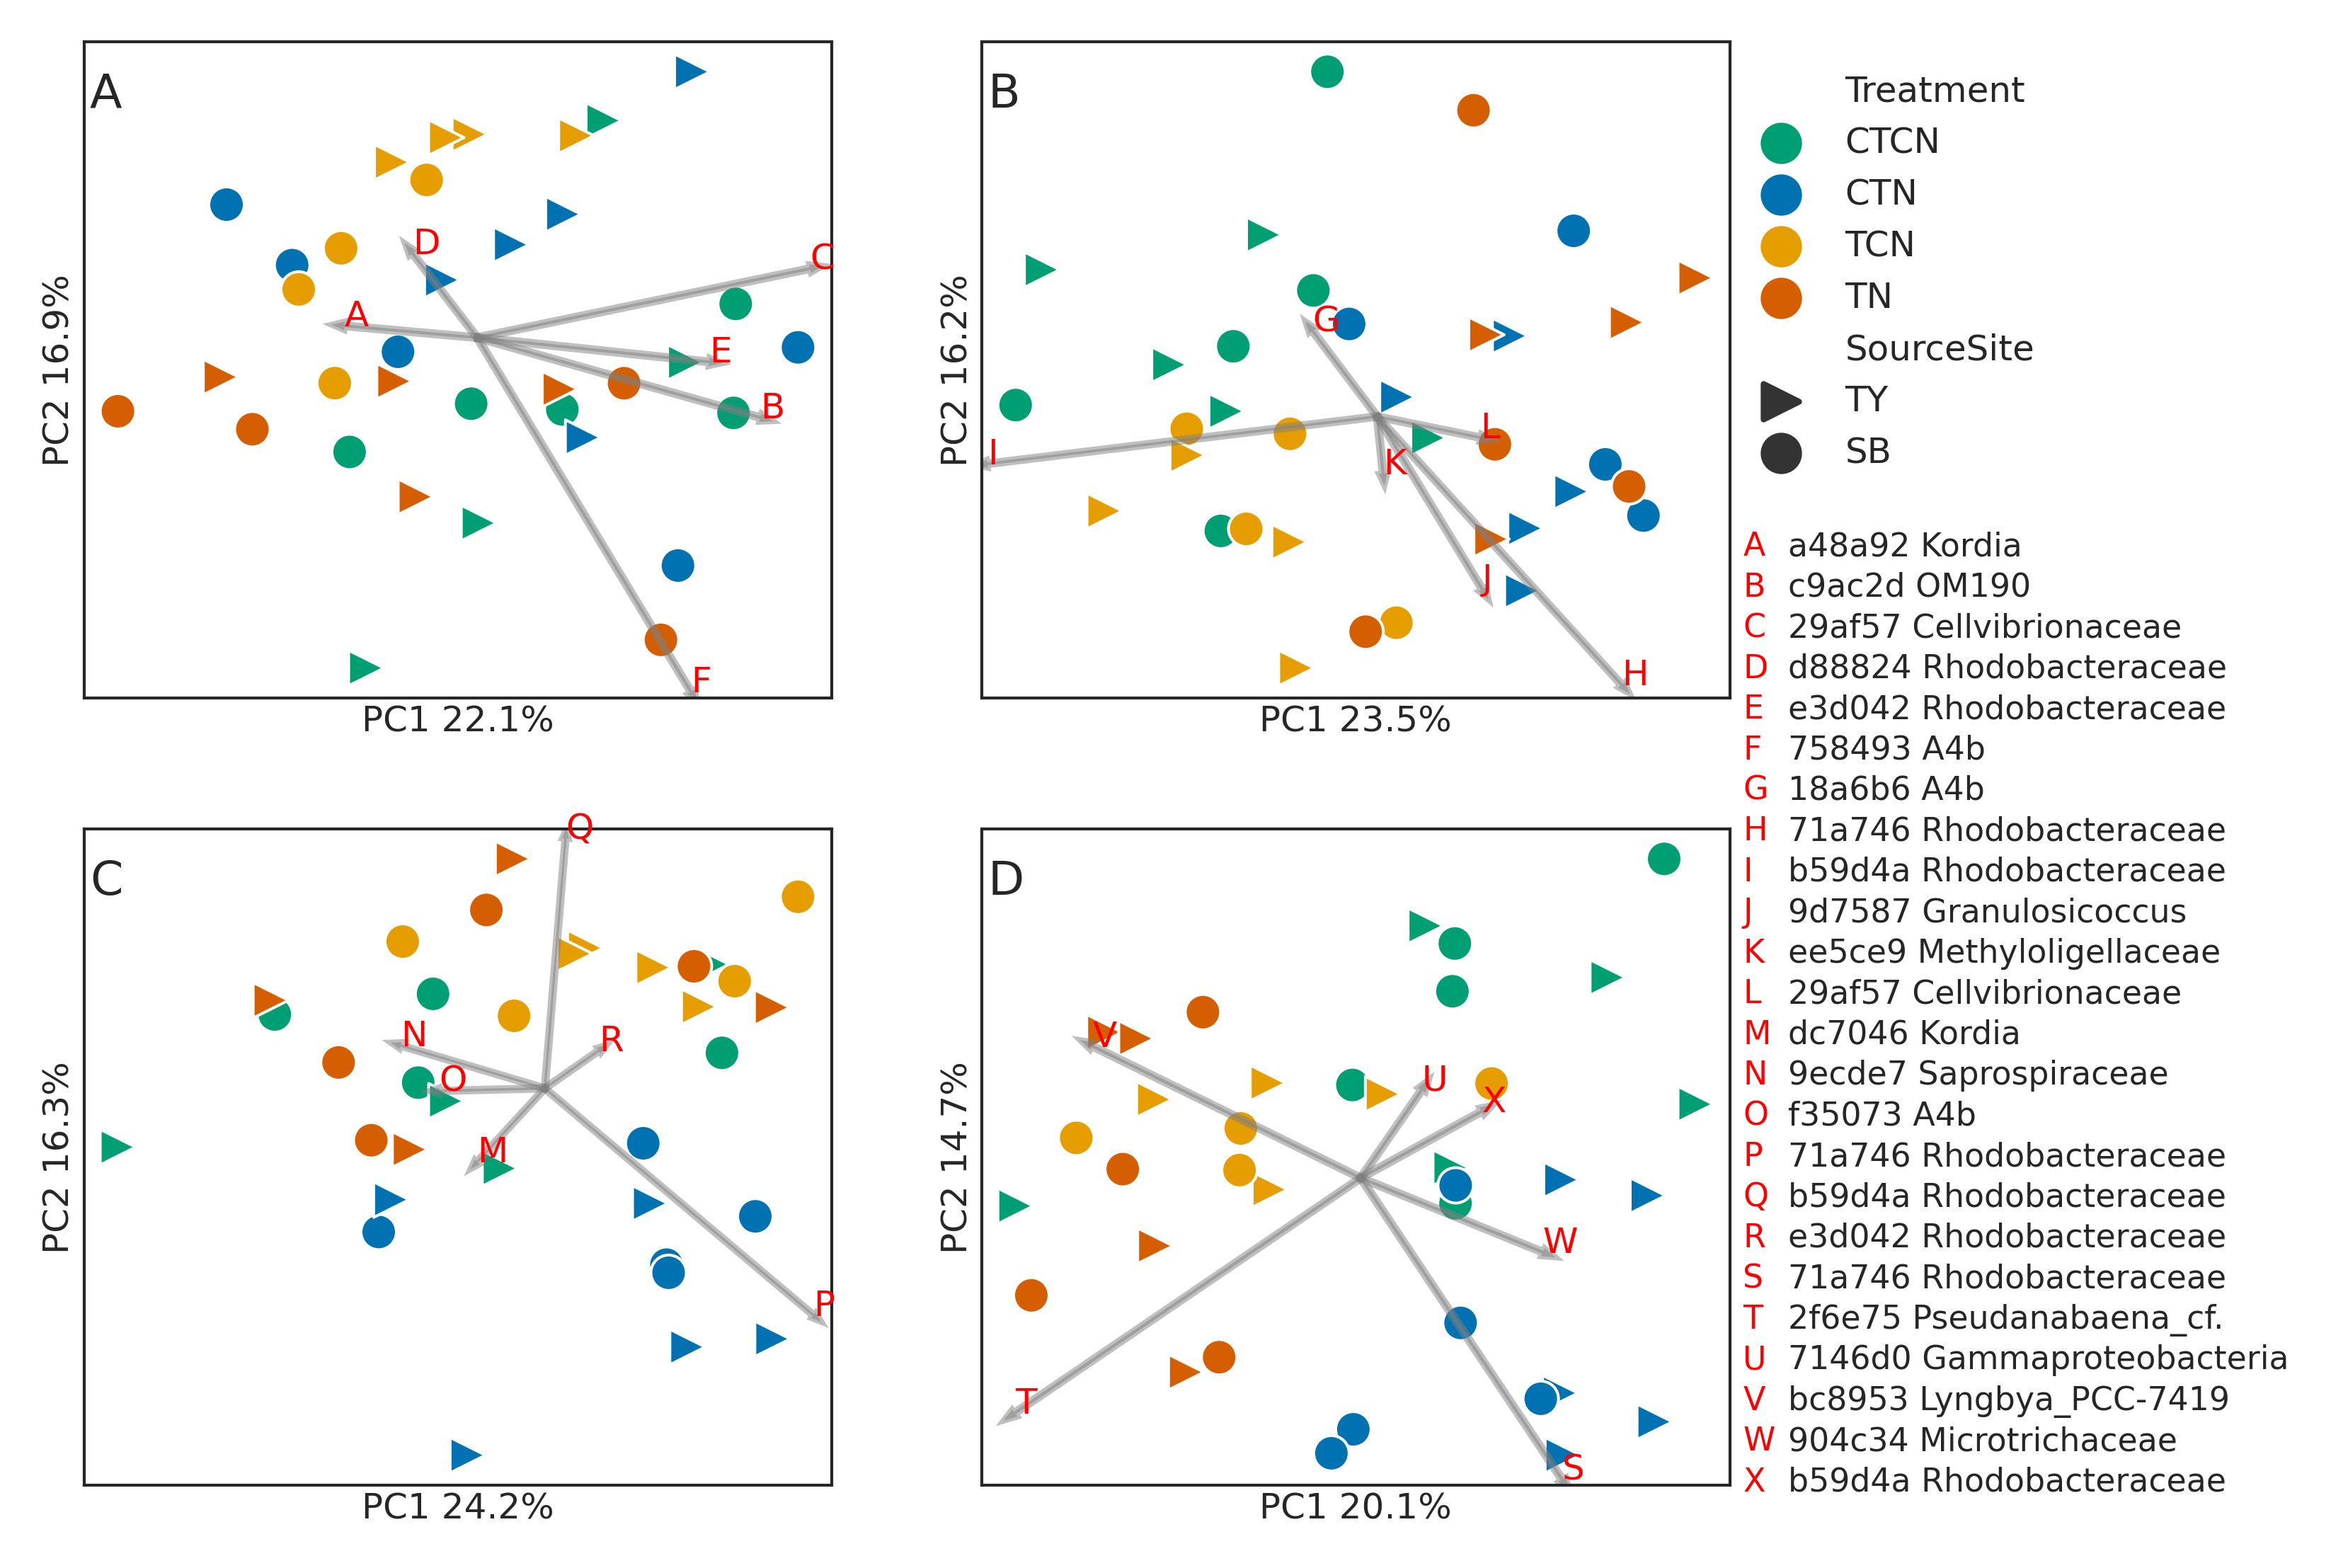 A
D
C
A
E
B
F
PC2 16.9%
PC1 22.1%
B
G
L
I
K
J
H
PC2 16.2%
PC1 23.5%
C
Q
N
R
O
M
P
PC2 16.3%
PC1 24.2%
D
V
U
X
W
T
S
PC2 14.7%
PC1 20.1%
Treatment
CTCN
CTN
TCN
TN
SourceSite
TY
SB
A a48a92 Kordia
B c9ac2d OM190
C 29af57 Cellvibrionaceae
D d88824 Rhodobacteraceae
E e3d042 Rhodobacteraceae
F 758493 A4b
G 18a6b6 A4b
H 71a746 Rhodobacteraceae
I b59d4a Rhodobacteraceae
J 9d7587 Granulosicoccus
K ee5ce9 Methyloligellaceae
L 29af57 Cellvibrionaceae
M dc7046 Kordia
N 9ecde7 Saprospiraceae
O f35073 A4b
P 71a746 Rhodobacteraceae
Q b59d4a Rhodobacteraceae
R e3d042 Rhodobacteraceae
S 71a746 Rhodobacteraceae
T 2f6e75 Pseudanabaena_cf.
U 7146d0 Gammaproteobacteria
V bc8953 Lyngbya_PCC-7419
W 904c34 Microtrichaceae
X b59d4a Rhodobacteraceae